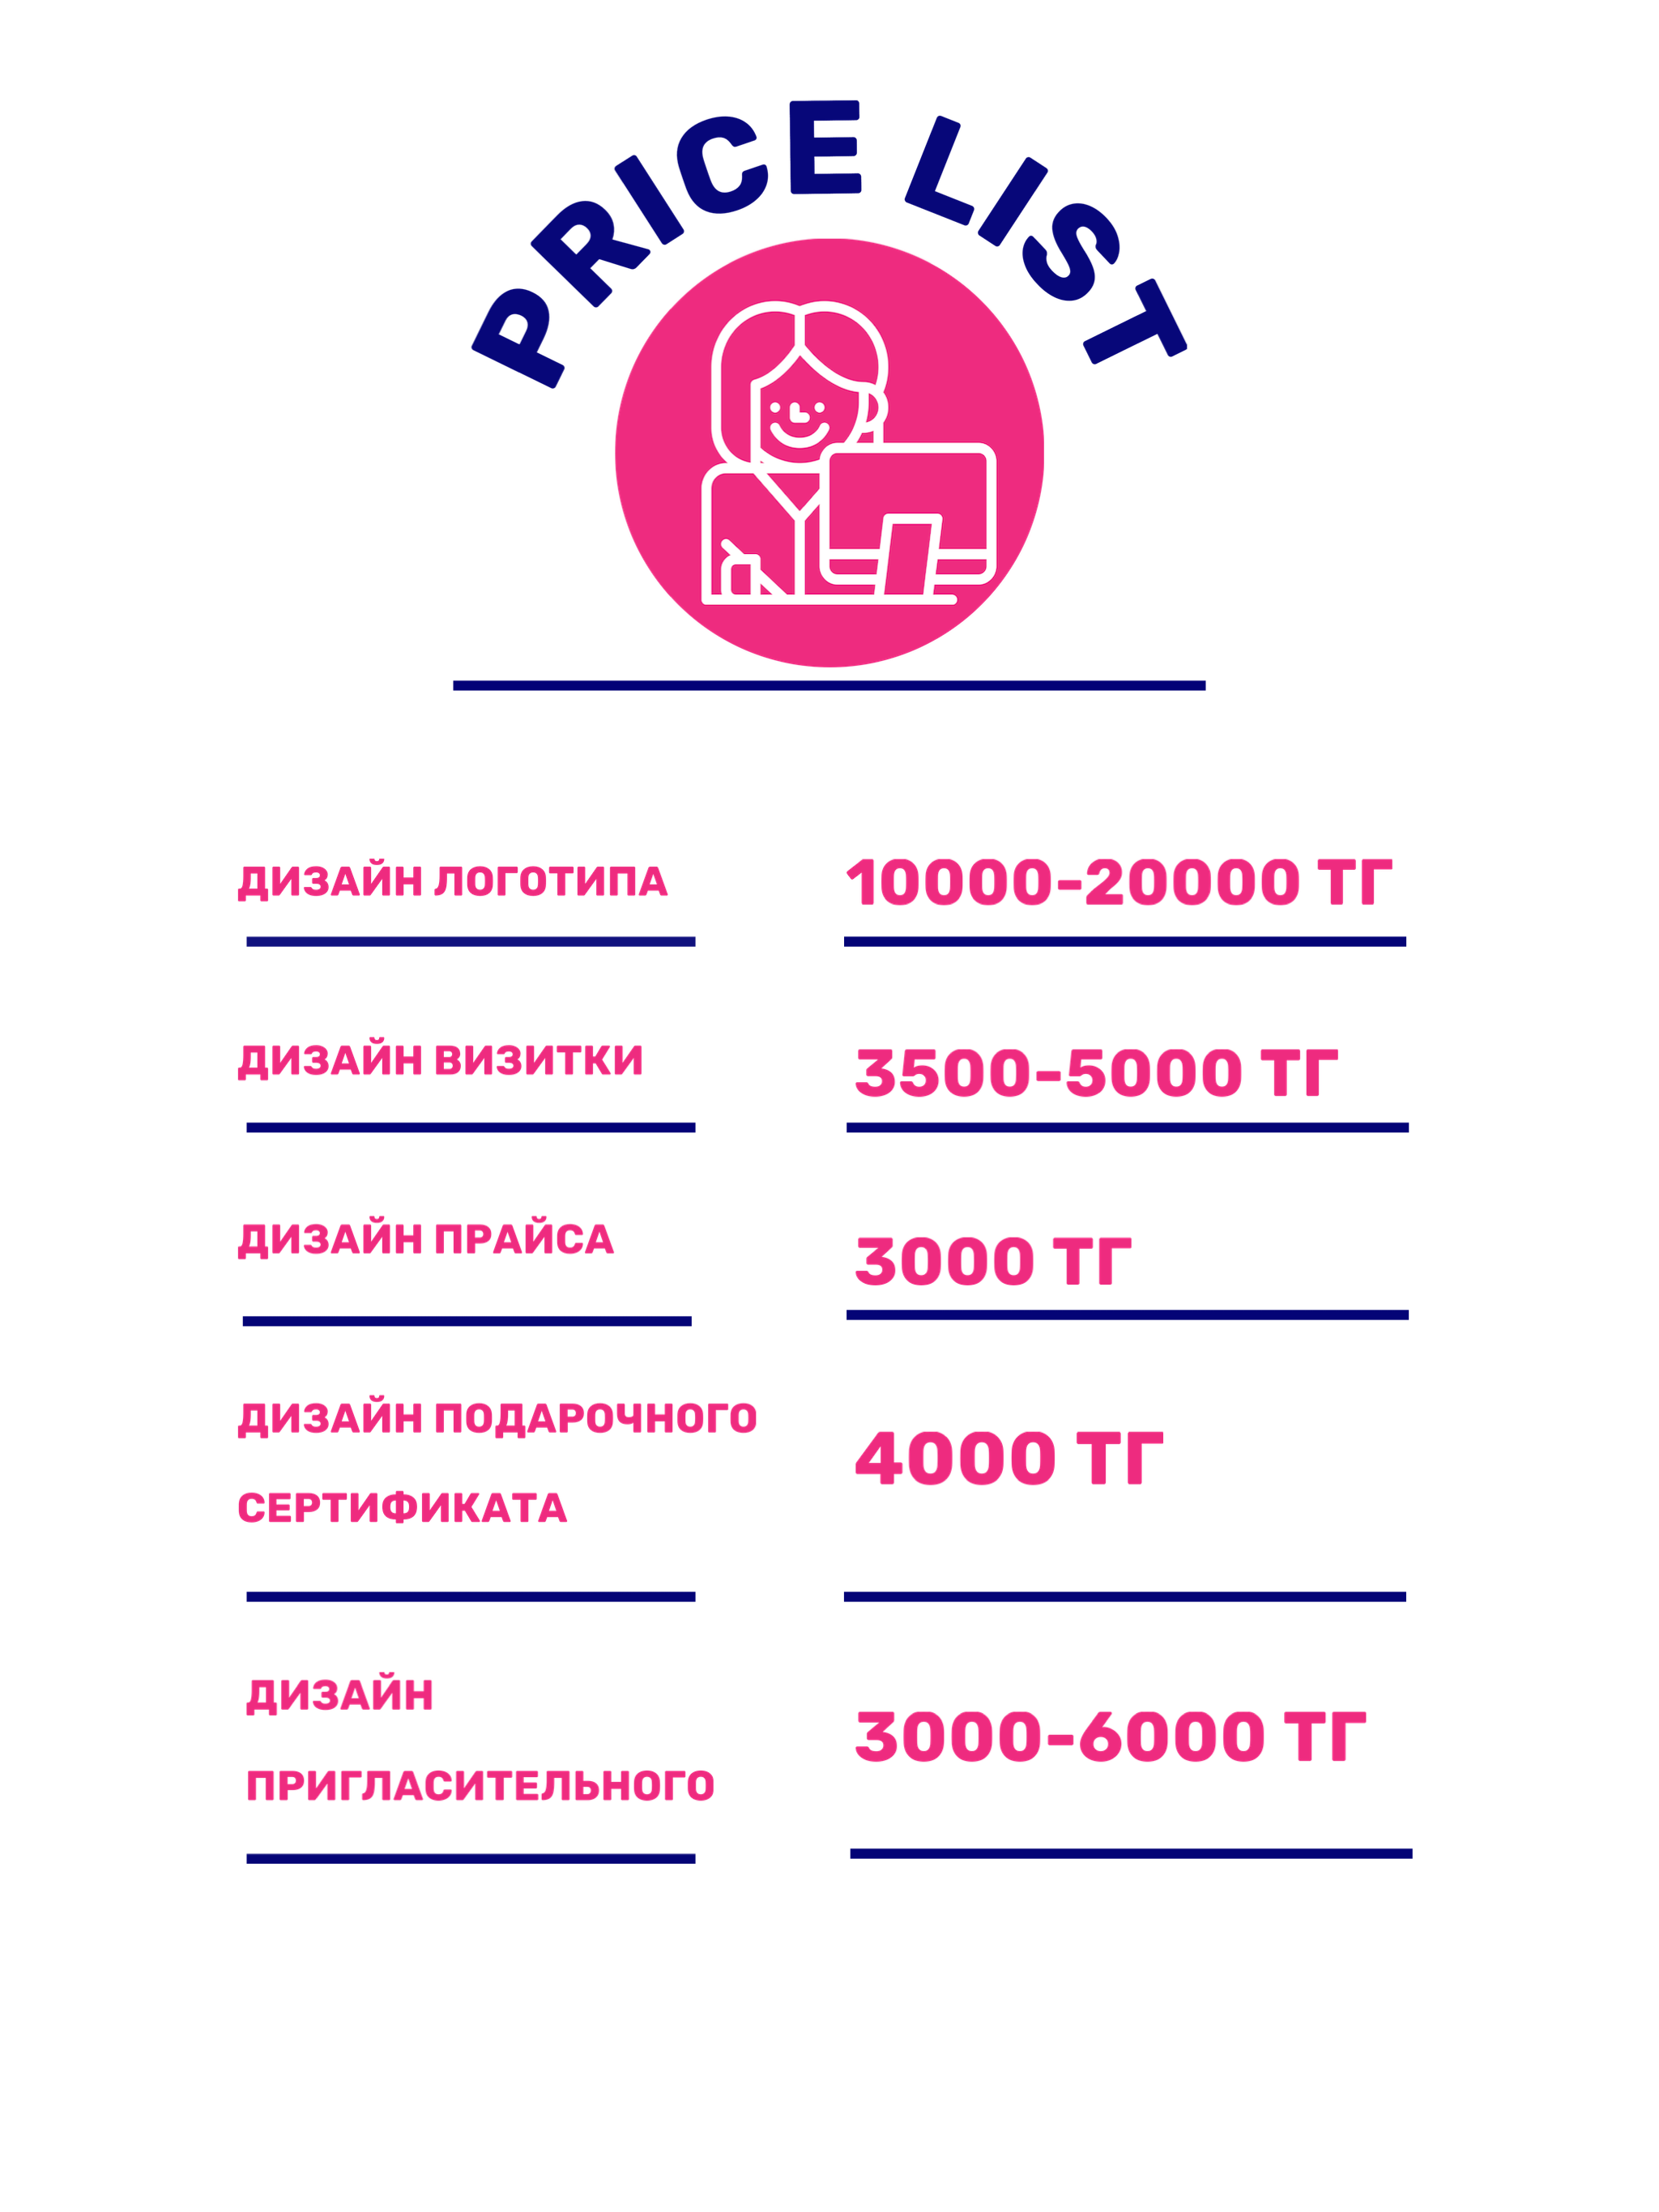 PRICE LIST
ДИЗАЙН ЛОГОТИПА
10000-20000 ТГ
ДИЗАЙН ВИЗИТКИ
3500-5000 ТГ
ДИЗАЙН ПРАЙСА
3000 ТГ
ДИЗАЙН ПОДАРОЧНОГО
СЕРТИФИКАТА
4000 ТГ
ДИЗАЙН
ПРИГЛАСИТЕЛЬНОГО
3000-6000 ТГ